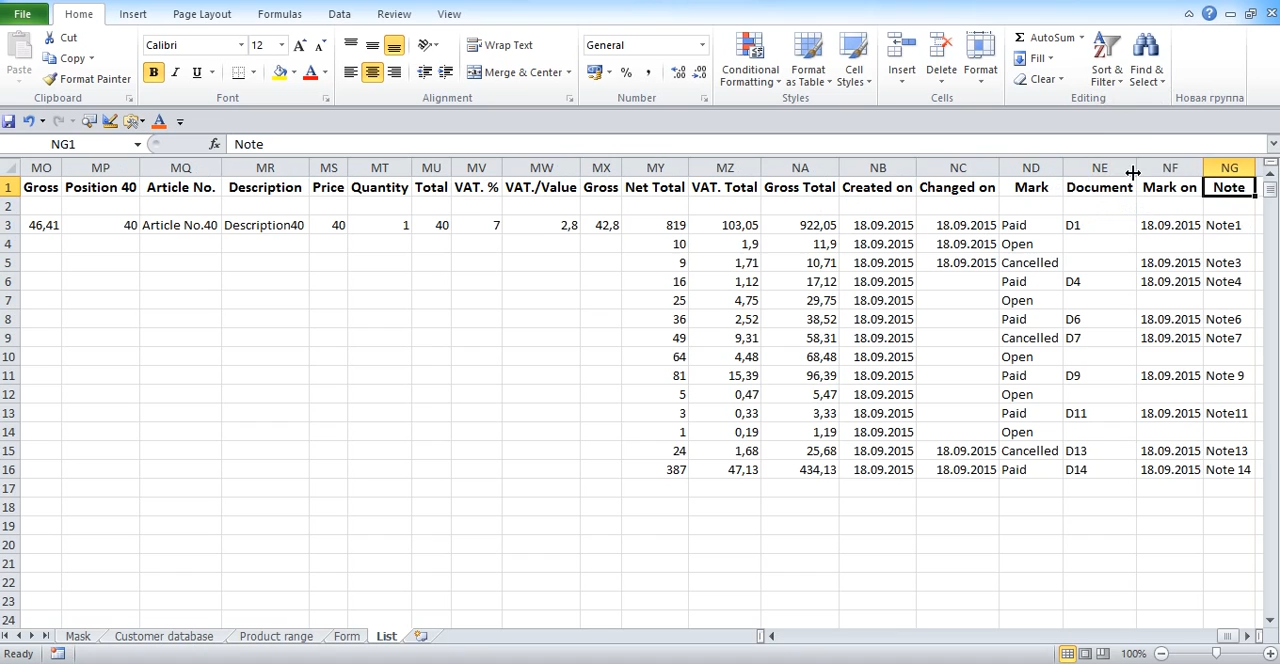 File Home Insert Page Layout Formulas Data Review View
Cut Calibri 12 Wrap Text General AutoSum
Paste Copy Fill
Format Painter Merge & Center Conditional Formatting Format as Table Cell Styles Insert Delete Format Clear Sort & Filter Find & Select
Clipboard Font Alignment Number Styles Cells Editing Новая группа
NG1 fx Note
MO MP MQ MR MS MT MU MV MW MX MY MZ NA NB NC ND NE NF NG
1 Gross Position 40 Article No. Description Price Quantity Total VAT. % VAT./Value Gross Net Total VAT. Total Gross Total Created on Changed on Mark Document Mark on Note
2
3 46,41 40 Article No.40 Description40 40 1 40 7 2,8 42,8 819 103,05 922,05 18.09.2015 18.09.2015 Paid D1 18.09.2015 Note1
4 10 1,9 11,9 18.09.2015 18.09.2015 Open
5 9 1,71 10,71 18.09.2015 18.09.2015 Cancelled 18.09.2015 Note3
6 16 1,12 17,12 18.09.2015 Paid D4 18.09.2015 Note4
7 25 4,75 29,75 18.09.2015 Open
8 36 2,52 38,52 18.09.2015 Paid D6 18.09.2015 Note6
9 49 9,31 58,31 18.09.2015 Cancelled D7 18.09.2015 Note7
10 64 4,48 68,48 18.09.2015 Open
11 81 15,39 96,39 18.09.2015 Paid D9 18.09.2015 Note 9
12 5 0,47 5,47 18.09.2015 Open
13 3 0,33 3,33 18.09.2015 Paid D11 18.09.2015 Note11
14 1 0,19 1,19 18.09.2015 Open
15 24 1,68 25,68 18.09.2015 18.09.2015 Cancelled D13 18.09.2015 Note13
16 387 47,13 434,13 18.09.2015 18.09.2015 Paid D14 18.09.2015 Note 14
17
18
19
20
21
22
23
24
Mask Customer database Product range Form List
Ready 100%